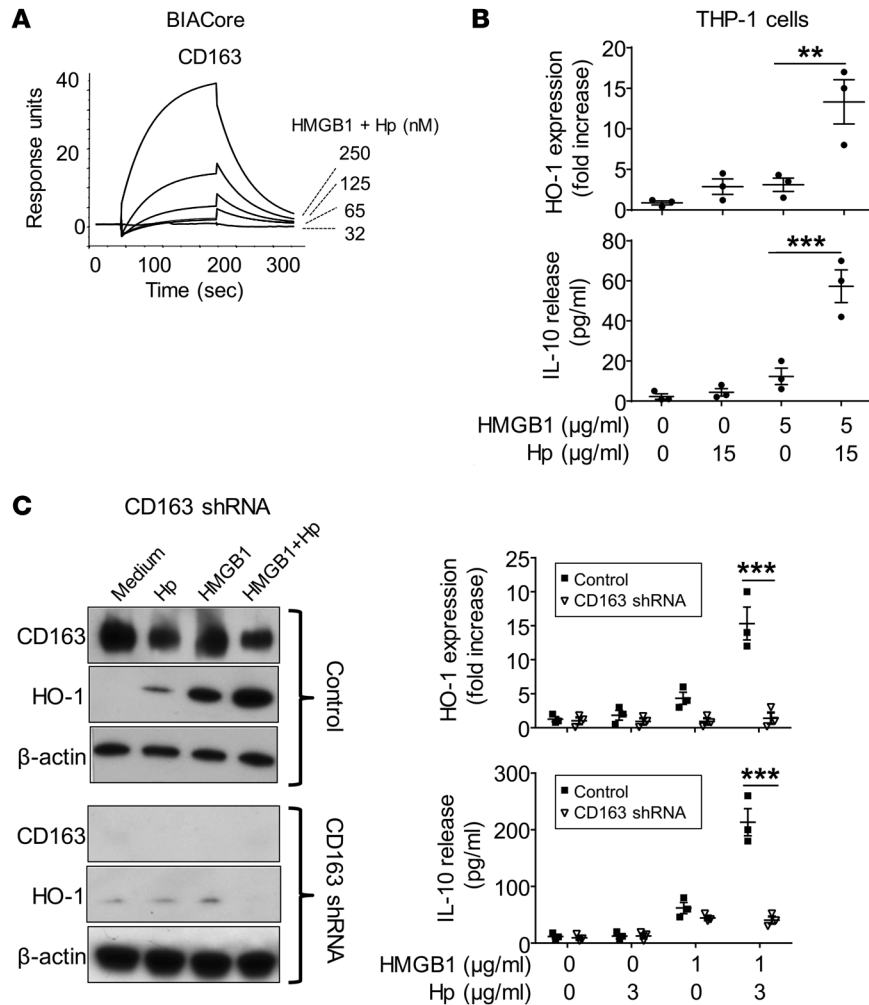 A
BIACore
CD163
Response units
40
20
0
0 100 200 300
Time (sec)
HMGB1 + Hp (nM)
250
125
65
32
B
THP-1 cells
HO-1 expression
(fold increase)
20
15
10
5
0
**
IL-10 release
(pg/ml)
80
60
40
20
0
***
HMGB1 (µg/ml) 0 0 5 5
Hp (µg/ml) 0 15 0 15
C
CD163 shRNA
Medium
Hp
HMGB1
HMGB1+Hp
CD163
HO-1
β-actin
Control
CD163
HO-1
β-actin
CD163 shRNA
HO-1 expression
(fold increase)
25
20
15
10
5
0
Control
CD163 shRNA
***
IL-10 release
(pg/ml)
300
200
100
0
Control
CD163 shRNA
***
HMGB1 (µg/ml) 0 0 1 1
Hp (µg/ml) 0 3 0 3